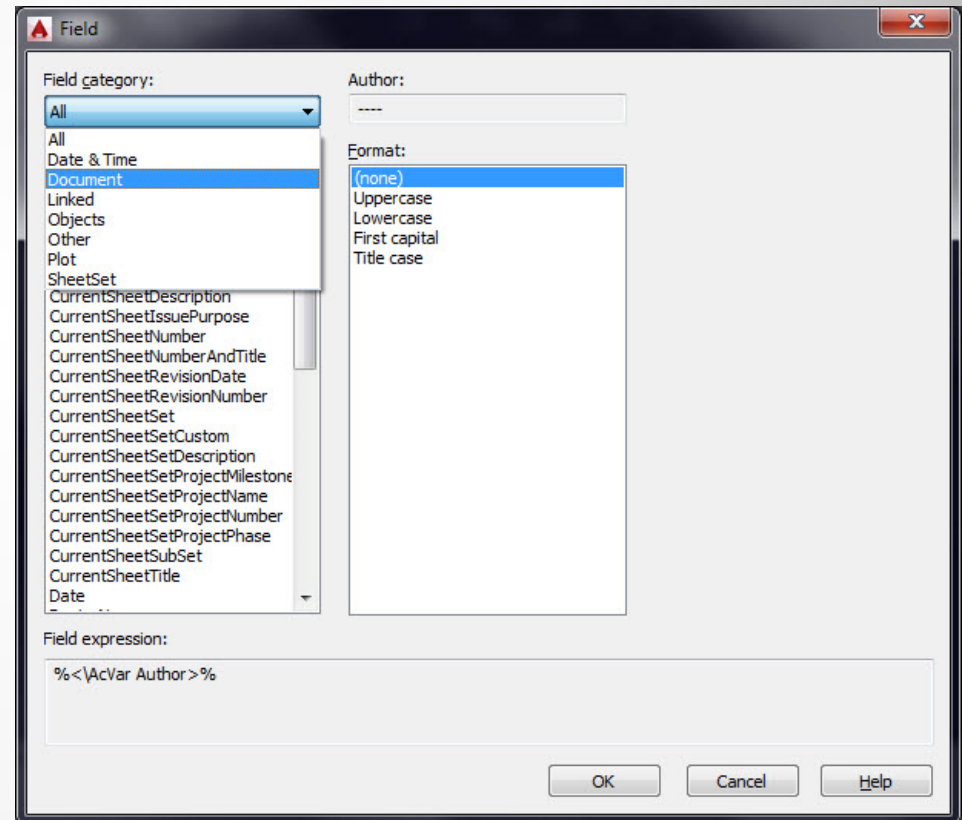 Field
Field category:
All
All
Date & Time
Document
Linked
Objects
Other
Plot
SheetSet
CurrentSheetDescription
CurrentSheetIssuePurpose
CurrentSheetNumber
CurrentSheetNumberAndTitle
CurrentSheetRevisionDate
CurrentSheetRevisionNumber
CurrentSheetSet
CurrentSheetSetCustom
CurrentSheetSetDescription
CurrentSheetSetProjectMilestone
CurrentSheetSetProjectName
CurrentSheetSetProjectNumber
CurrentSheetSetProjectPhase
CurrentSheetSubSet
CurrentSheetTitle
Date
Author:
----
Format:
(none)
Uppercase
Lowercase
First capital
Title case
Field expression:
%<\AcVar Author>%
OK Cancel Help